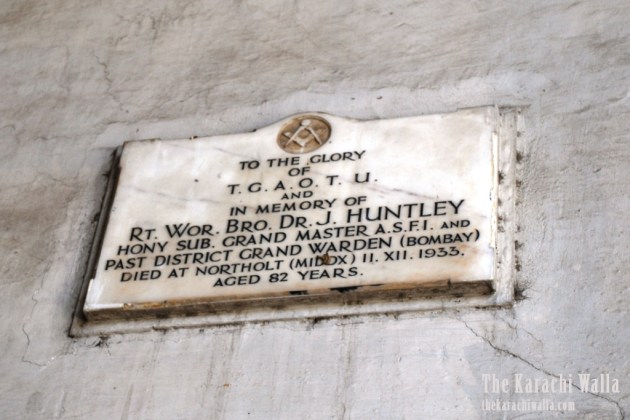 TO THE GLORY
OF
T. G. A. O. T. U.
AND
IN MEMORY OF
RT. WOR. BRO. DR. J. HUNTLEY
HONY SUB. GRAND MASTER A.S.F.I. AND
PAST DISTRICT GRAND WARDEN (BOMBAY)
DIED AT NORTHOLT (MIDDX) 11. XII. 1933.
AGED 82 YEARS.
The Karachi Walla
thekarachiwalla.com